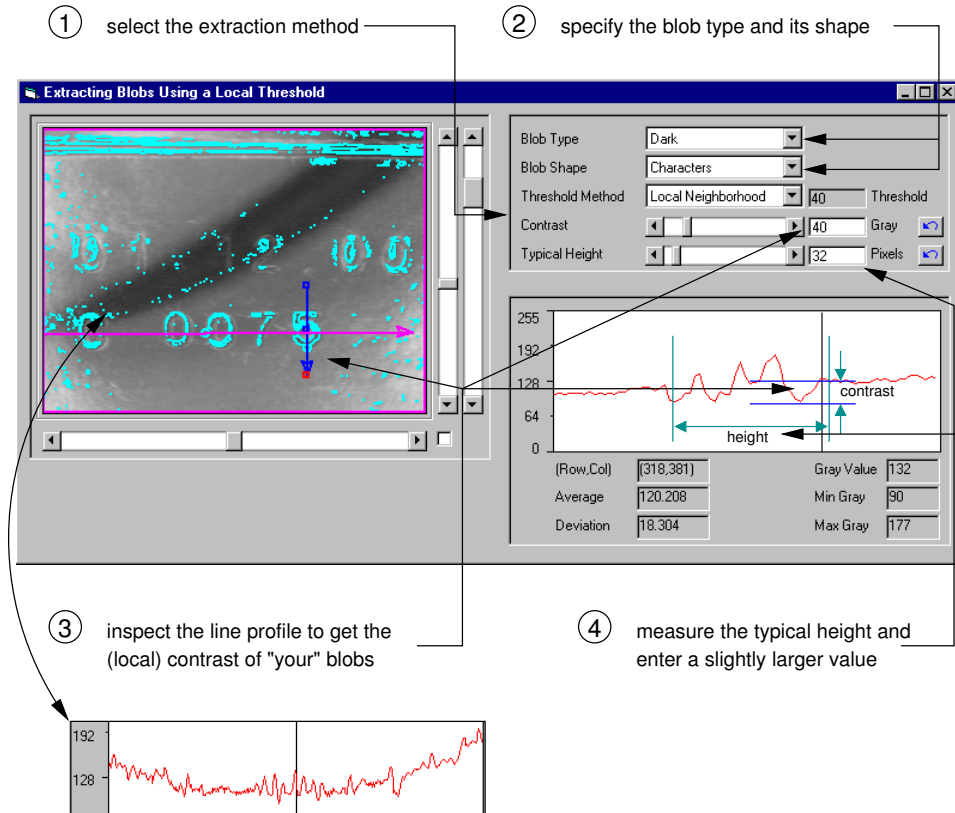 1 select the extraction method
2 specify the blob type and its shape
Extracting Blobs Using a Local Threshold
Blob Type Dark
Blob Shape Characters
Threshold Method Local Neighborhood 40 Threshold
Contrast 40 Gray
Typical Height 32 Pixels
255
192
128
contrast
64
height
0
(Row,Col) (318,381) Gray Value 132
Average 120.208 Min Gray 90
Deviation 18.304 Max Gray 177
3 inspect the line profile to get the
(local) contrast of "your" blobs
4 measure the typical height and
enter a slightly larger value
192
128